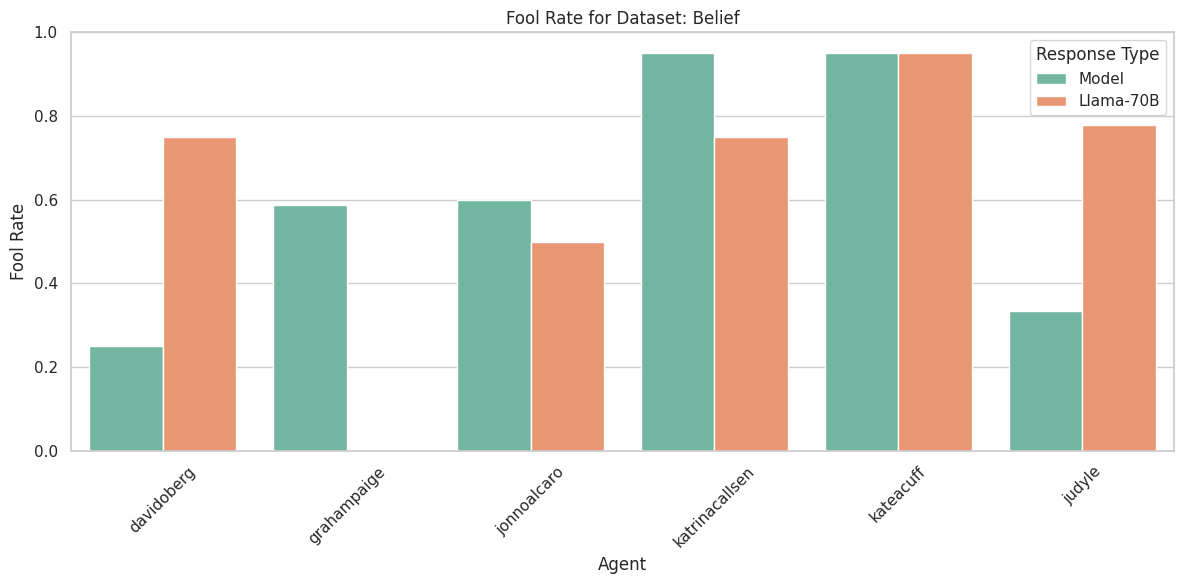 Fool Rate for Dataset: Belief
Fool Rate
1.0
0.8
0.6
0.4
0.2
0.0
Response Type
Model
Llama-70B
davidoberg
grahampaige
jonnoalcaro
katrinacallsen
kateacuff
judyle
Agent